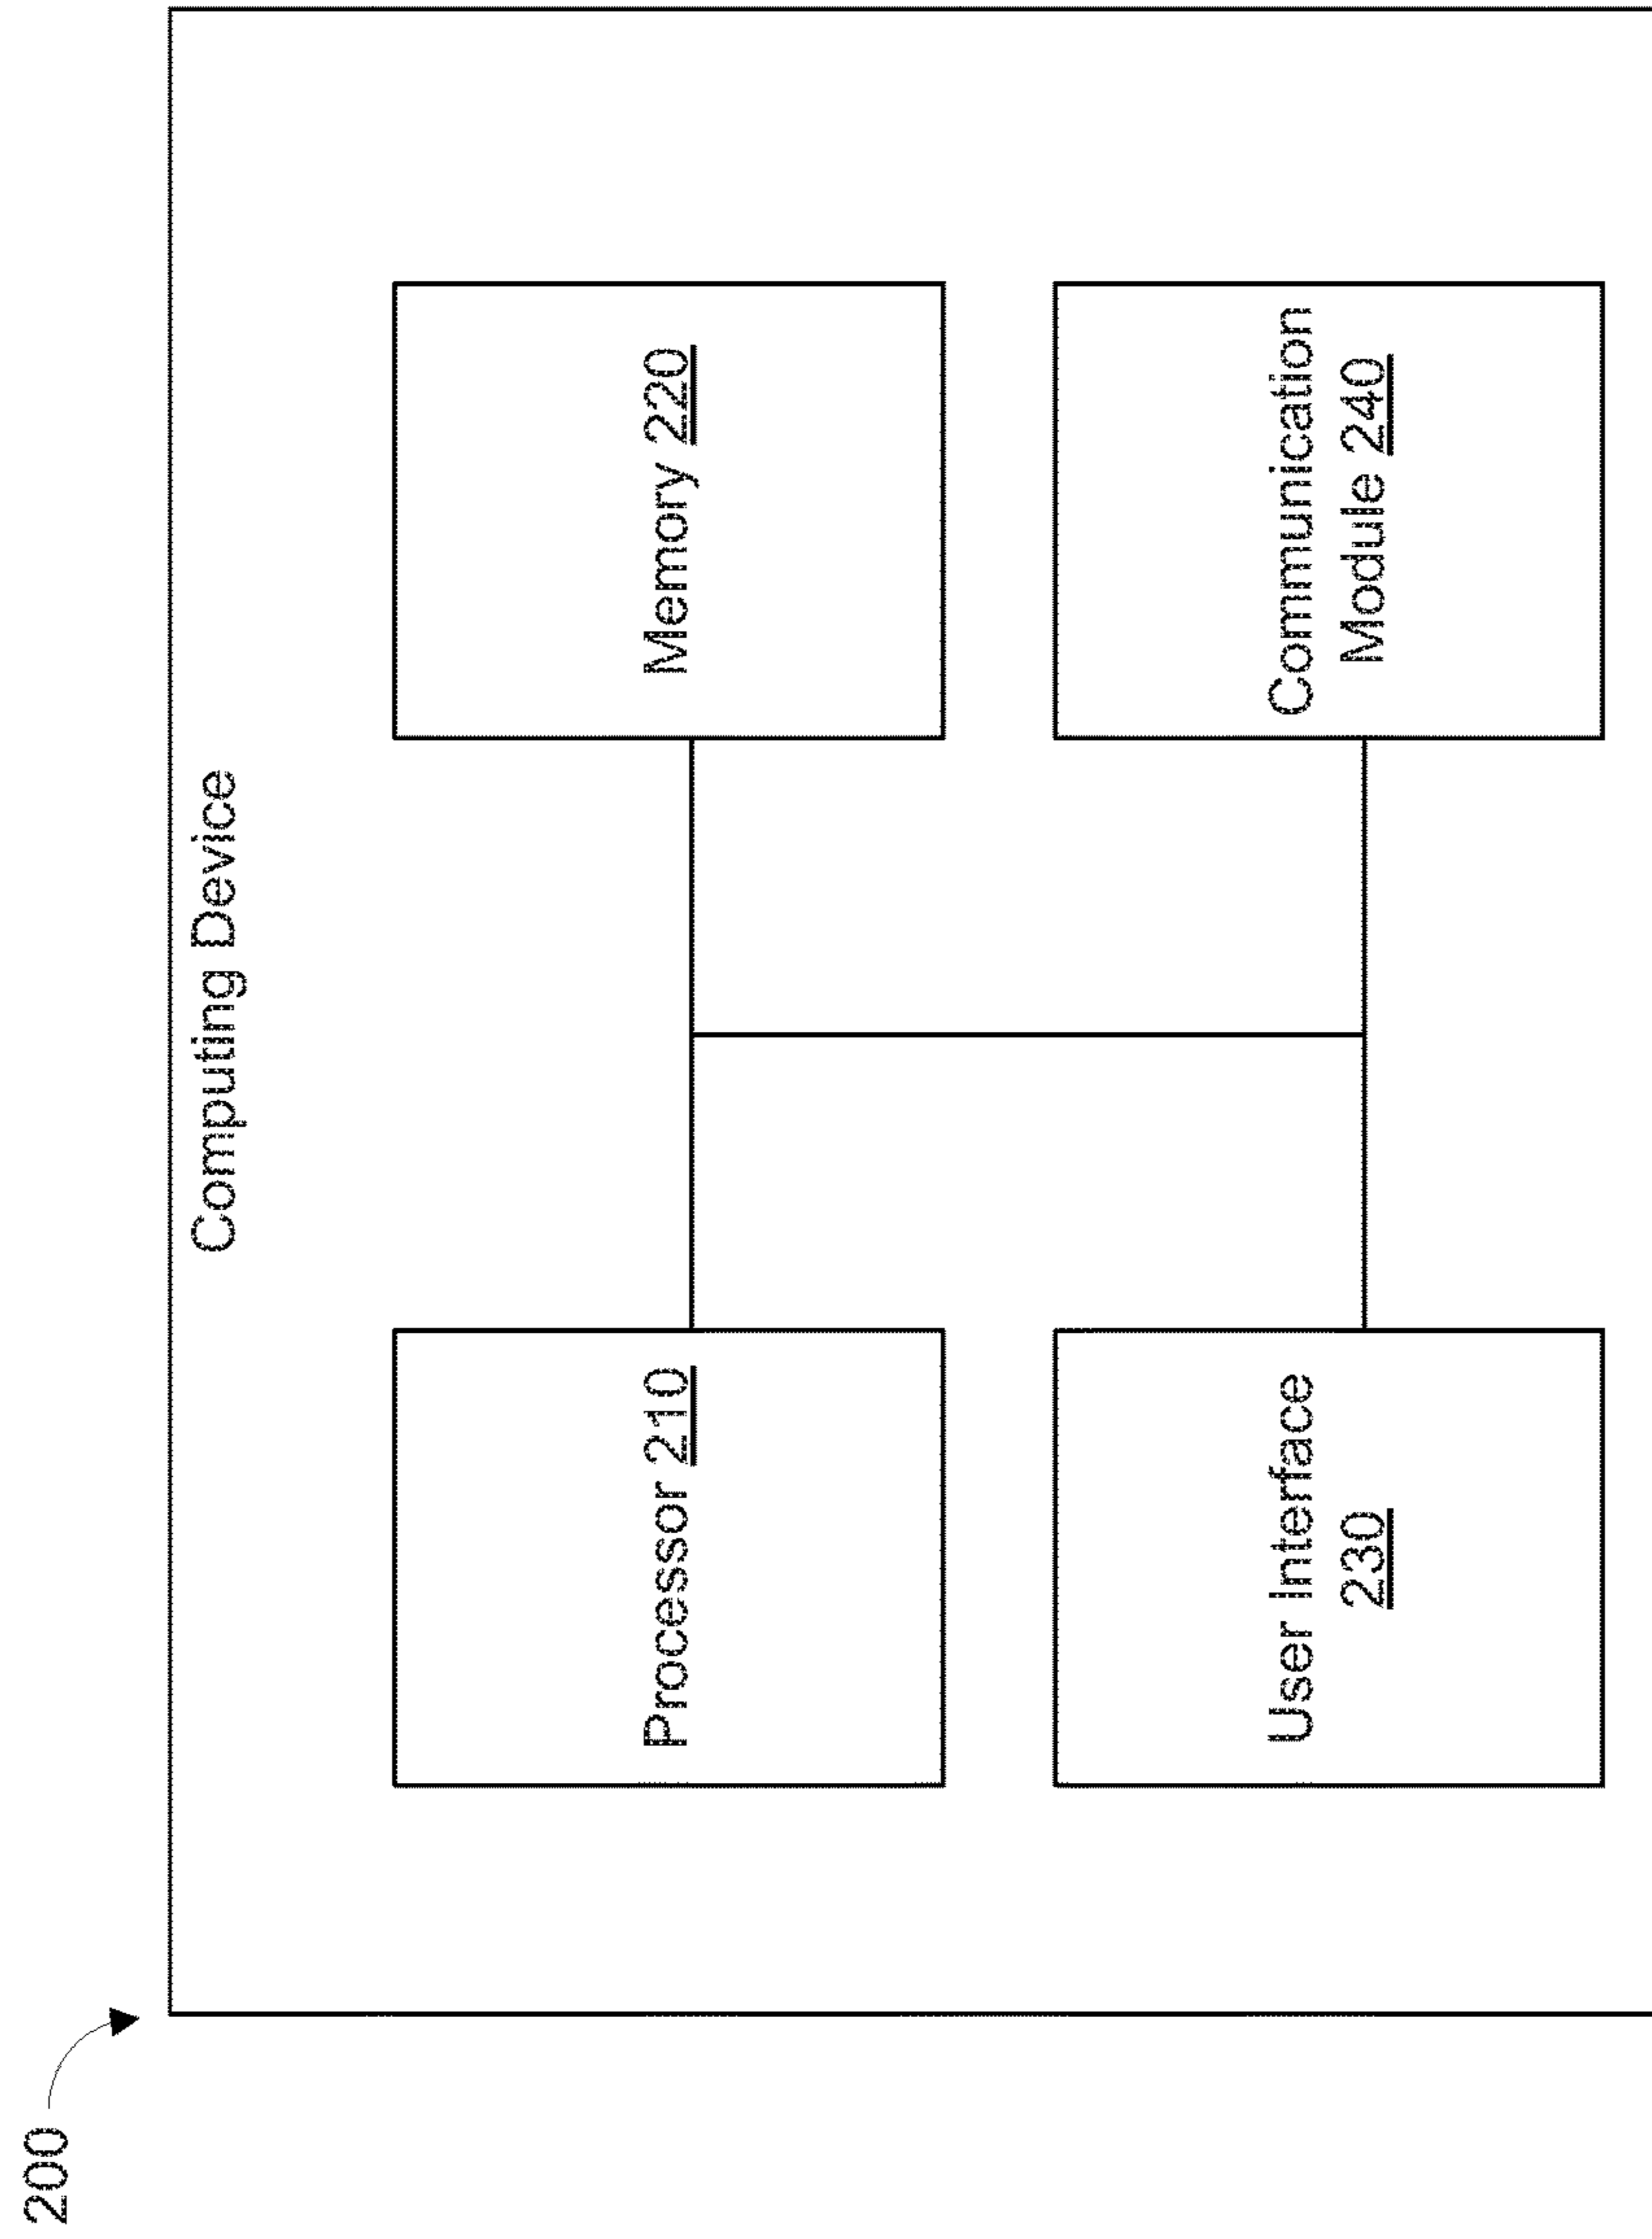 200
Computing Device
Processor 210
Memory 220
User Interface
230
Communication
Module 240